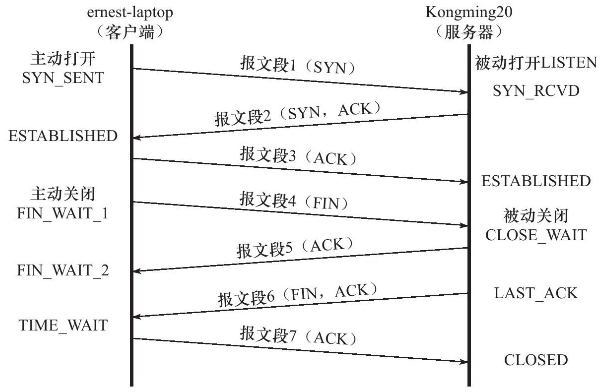 ernest-laptop
（客户端）
Kongming20
（服务器）
主动打开
SYN_SENT
报文段1（SYN）
被动打开LISTEN
SYN_RCVD
报文段2（SYN，ACK）
ESTABLISHED
报文段3（ACK）
ESTABLISHED
主动关闭
FIN_WAIT_1
报文段4（FIN）
被动关闭
CLOSE_WAIT
报文段5（ACK）
FIN_WAIT_2
报文段6（FIN，ACK）
LAST_ACK
TIME_WAIT
报文段7（ACK）
CLOSED